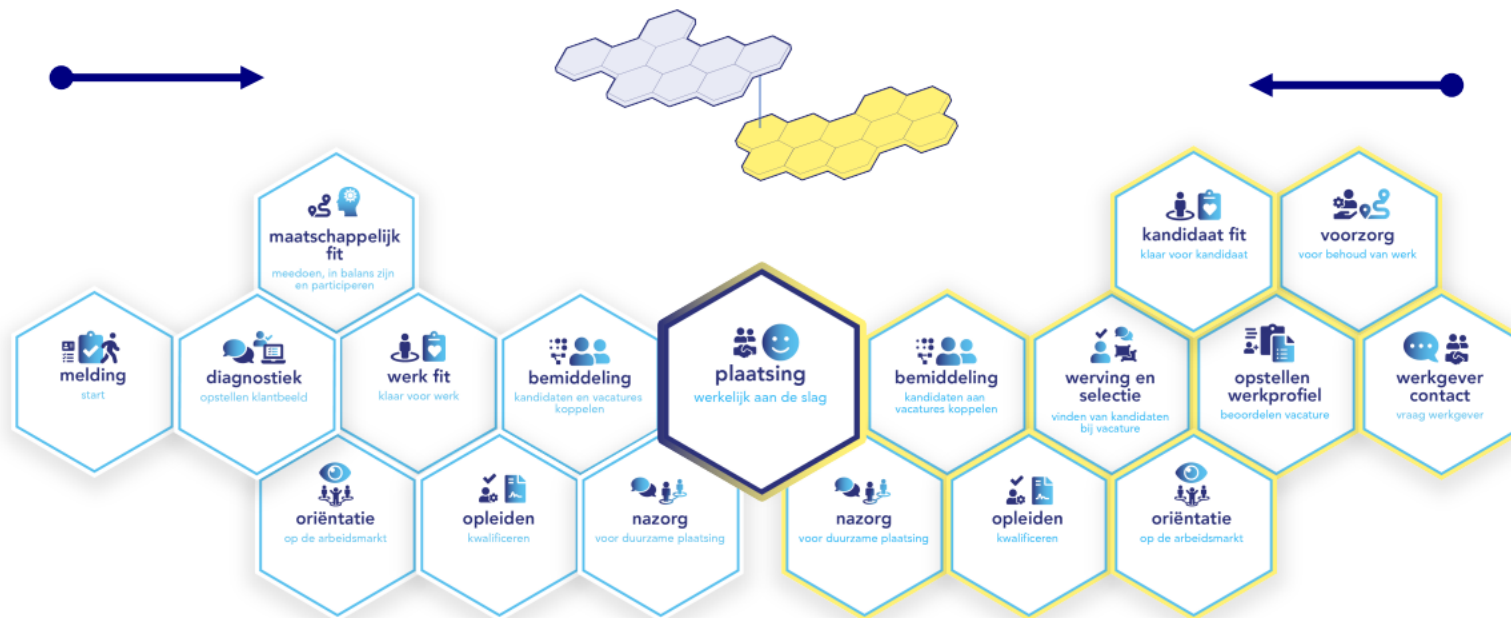 maatschappelijk
fit
meedoen, in balans zijn
en participeren
kandidaat fit
klaar voor kandidaat
voorzorg
voor behoud van werk
melding
start
diagnostiek
opstellen klantbeeld
werk fit
klaar voor werk
bemiddeling
kandidaten en vacatures
koppelen
plaatsing
werkelijk aan de slag
bemiddeling
kandidaten aan
vacatures koppelen
werving en
selectie
vinden van kandidaten
bij vacature
opstellen
werkprofiel
beoordelen vacature
werkgever
contact
vraag werkgever
oriëntatie
op de arbeidsmarkt
opleiden
kwalificeren
nazorg
voor duurzame plaatsing
nazorg
voor duurzame plaatsing
opleiden
kwalificeren
oriëntatie
op de arbeidsmarkt